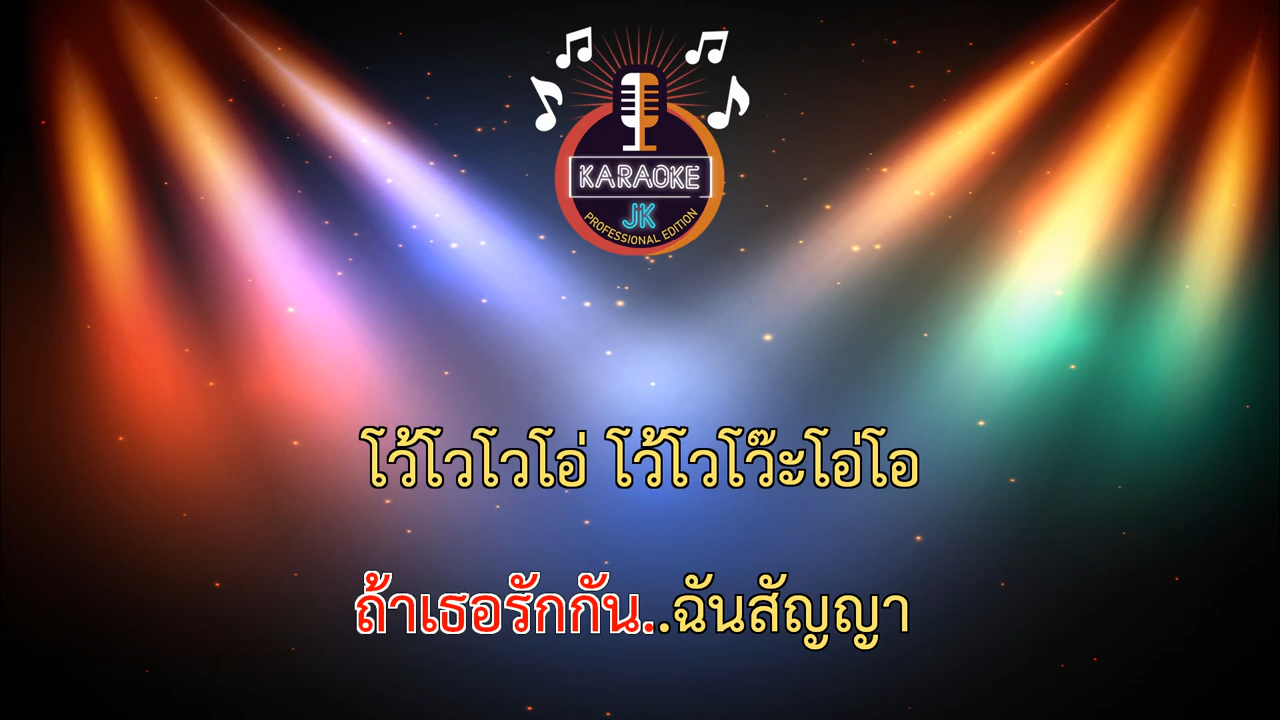 KARAOKE
JK
PROFESSIONAL EDITION
โว้โวโวโอ่ โว้โวโว๊ะโอ่โอ
ถ้าเธอรักกัน..ฉันสัญญา